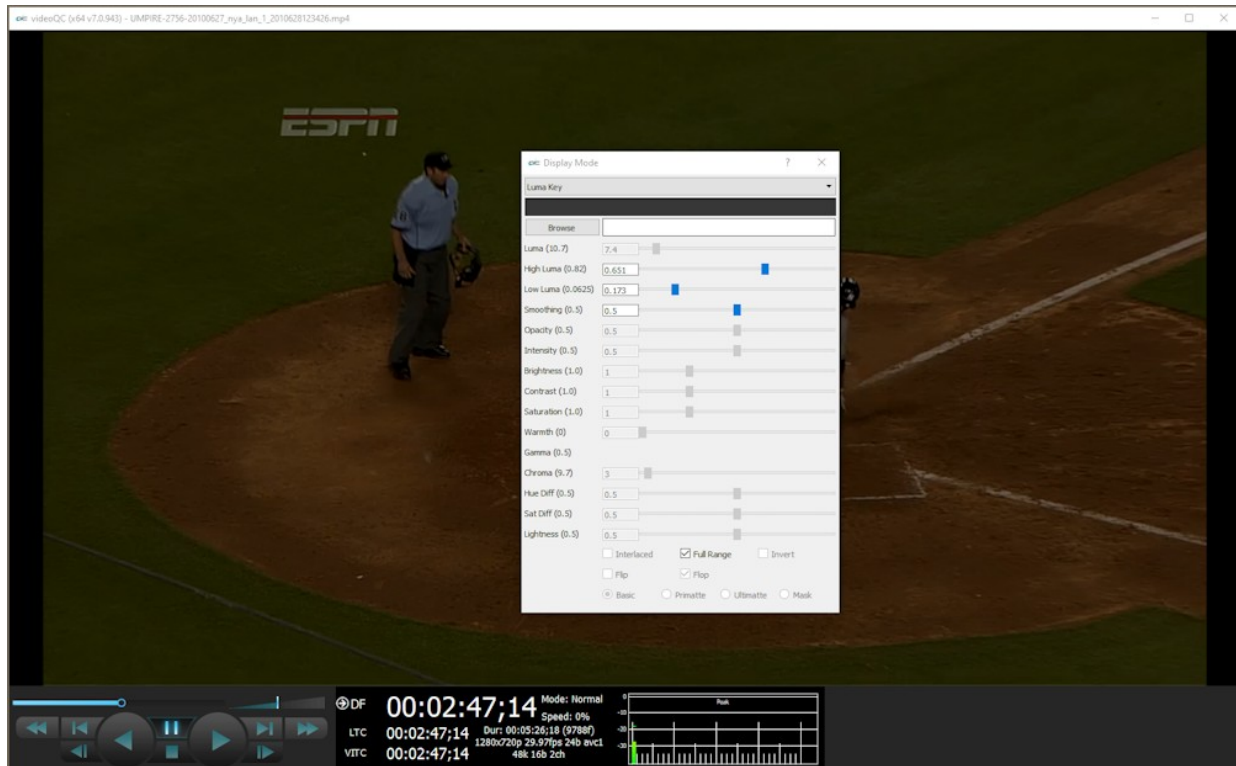 videoQC (x64 v7.0.943) - UMPIRE-2756-20100627_nya_lan_1_2010628123426.mp4
ESPN
Display Mode
Luma Key
Browse
Luma (10.7) 7.4
High Luma (0.82) 0.651
Low Luma (0.0625) 0.173
Smoothing (0.5) 0.5
Opacity (0.5) 0.5
Intensity (0.5) 0.5
Brightness (1.0) 1
Contrast (1.0) 1
Saturation (1.0) 1
Warmth (0) 0
Gamma (0.5)
Chroma (9.7) 3
Hue Diff (0.5) 0.5
Sat Diff (0.5) 0.5
Lightness (0.5) 0.5
Interlaced Full Range Invert
Flip Flop
Basic Primatte Ultimatte Mask
DF 00:02:47;14 Mode: Normal
Speed: 0%
LTC 00:02:47;14 Dur: 00:05:26;18 (9788f)
1280x720p 29.97fps 24b avc1
VITC 00:02:47;14 48k 16b 2ch
Peak
0
-10
-20
-30